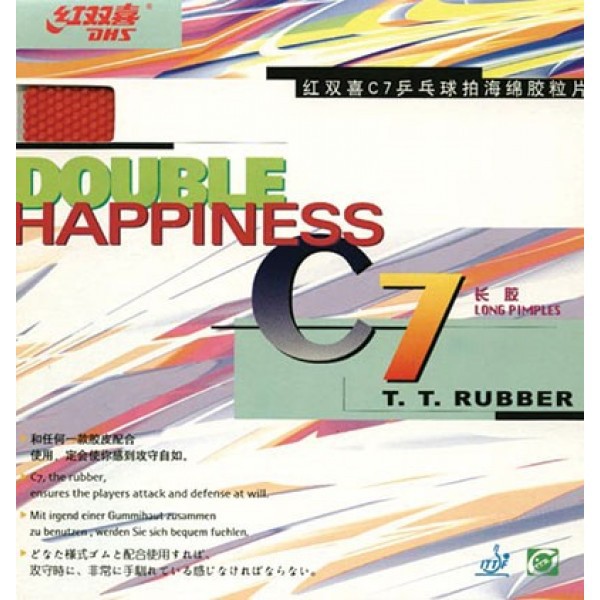 红双喜®
DHS
红双喜C7乒乓球拍海绵胶粒片
DOUBLE
HAPPINESS
C7
长 胶
LONG PIMPLES
T. T. RUBBER
和任何一款胶皮配合
使用，定会使你感到攻守自如。
C7, the rubber,
ensures the players attack and defense at will.
Mit irgend einer Gummihaut zusammen
zu benutzen, werden Sie sich bequem fuchlen.
どなた様式ゴムと配合使用すれば、
攻守時に、非常に手馴れている感じなければならない。
ITTF